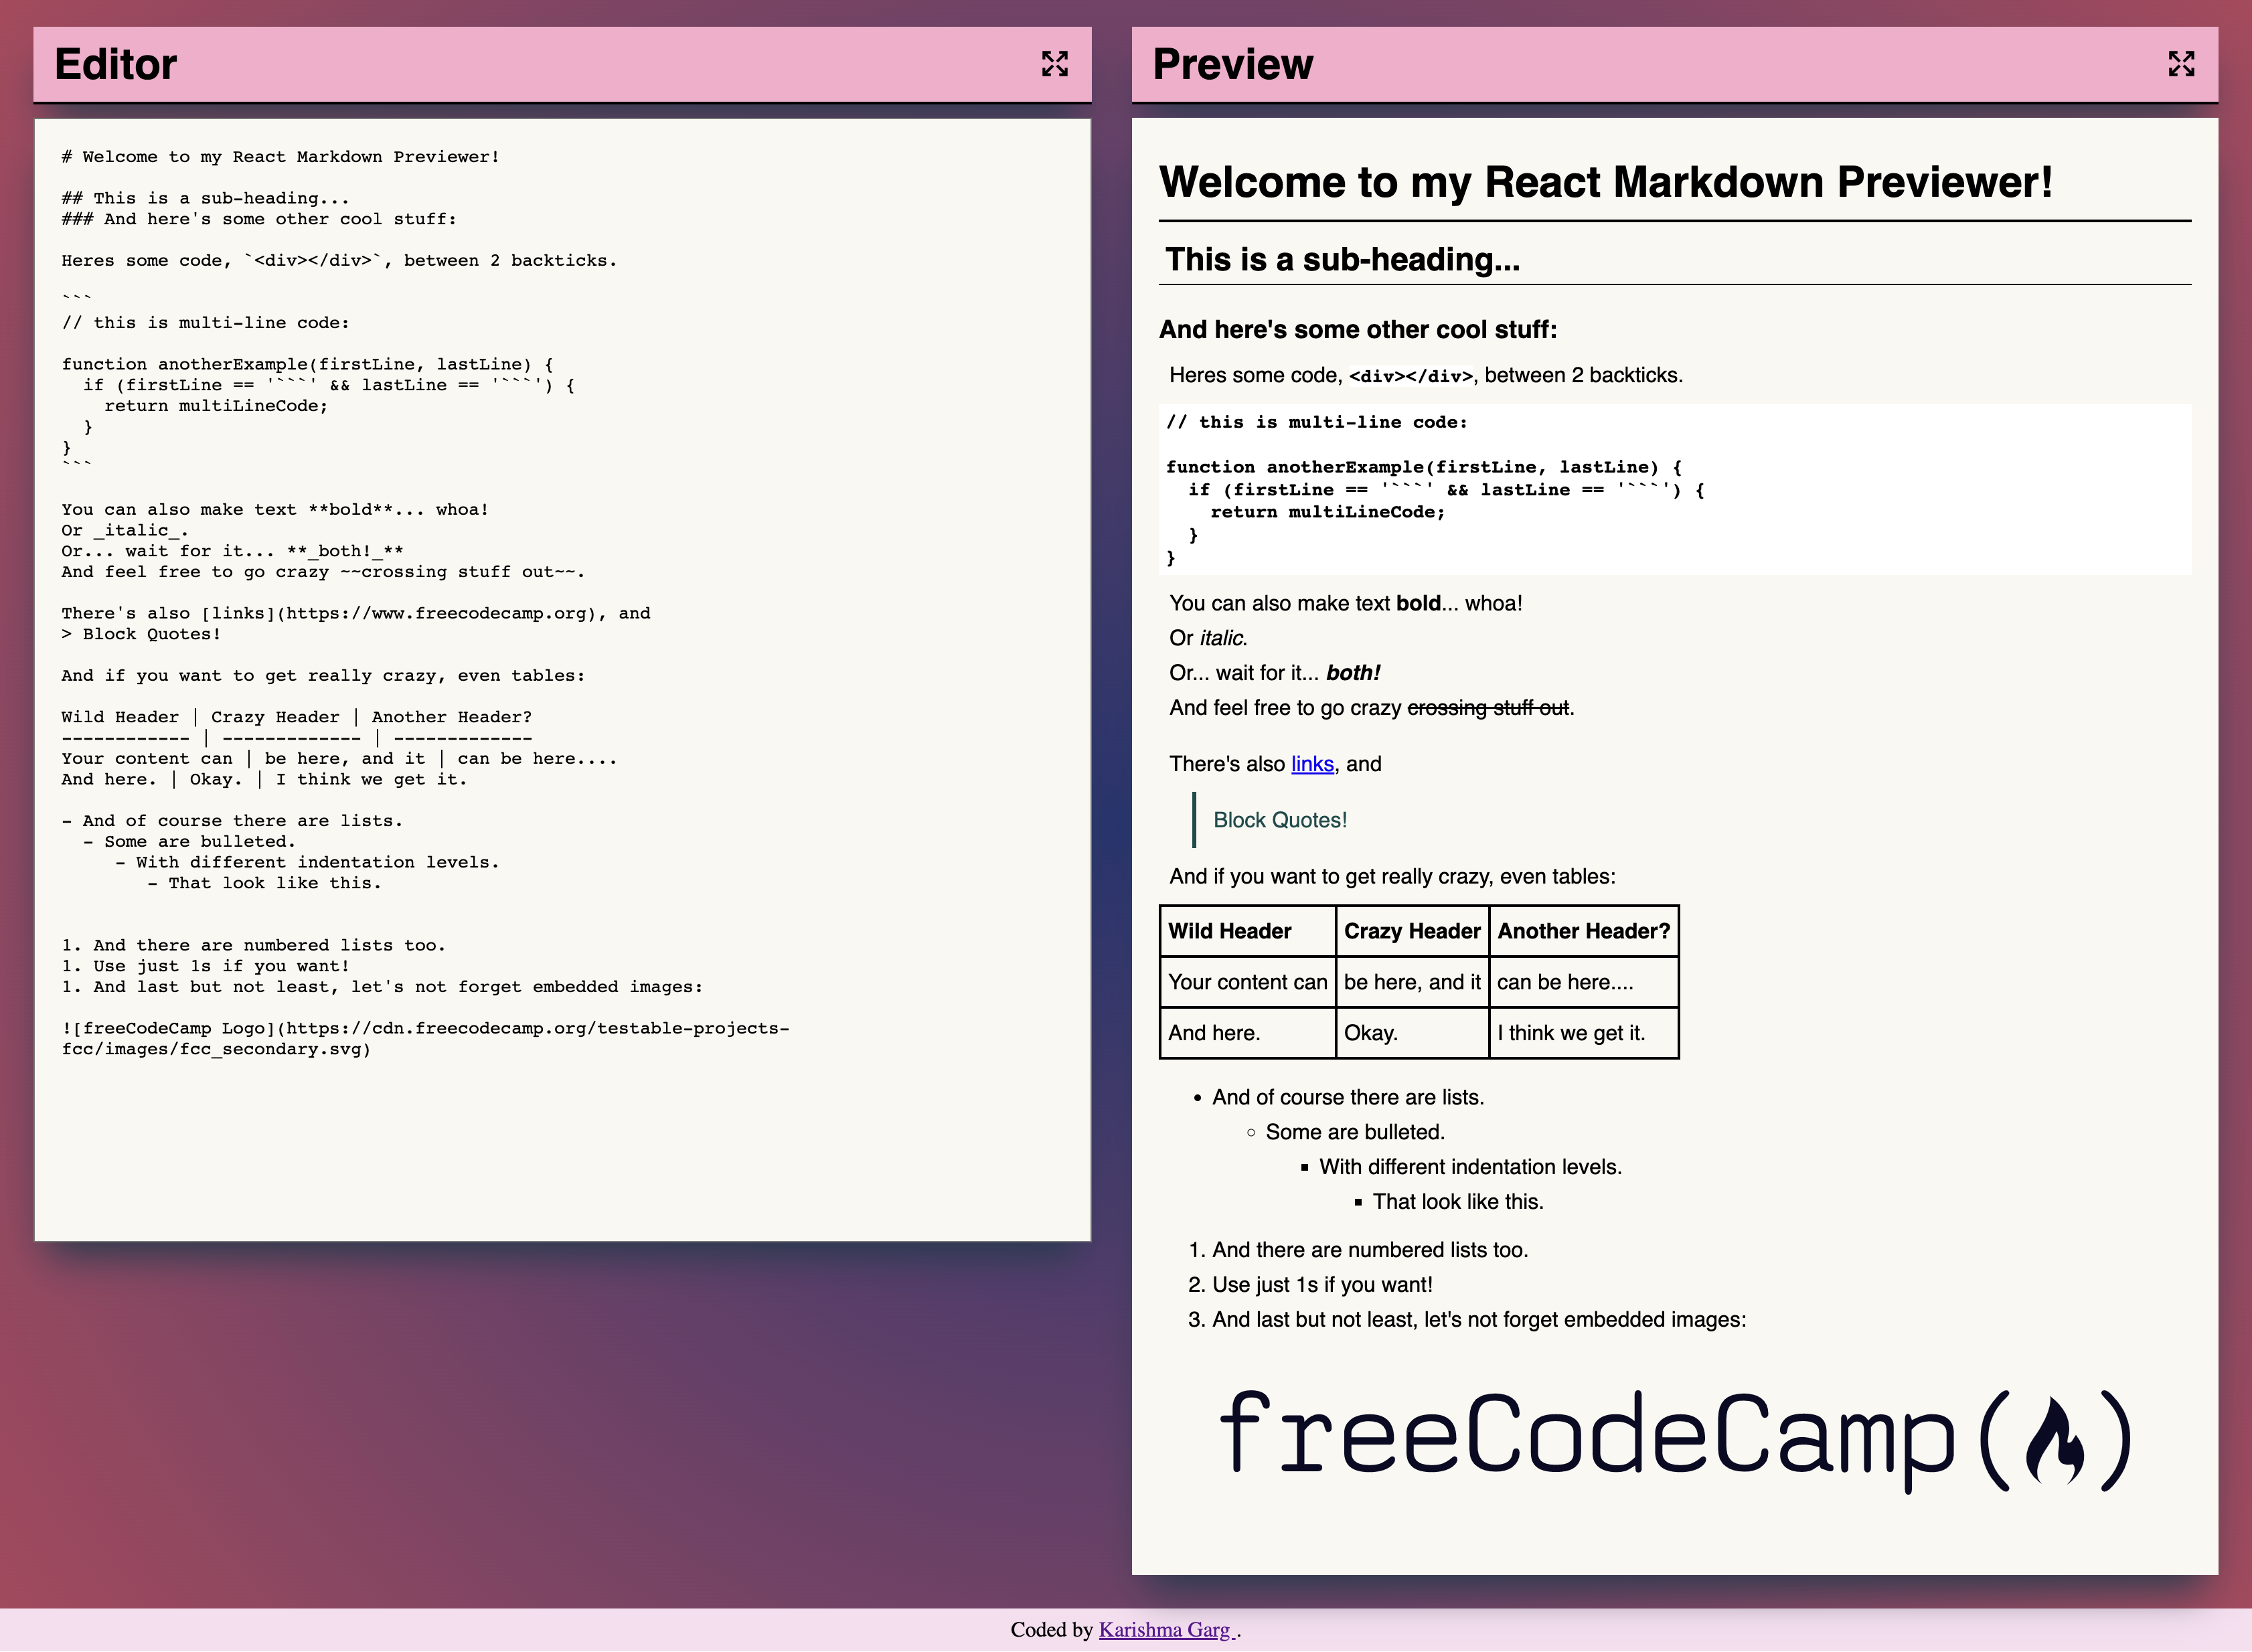 Editor
# Welcome to my React Markdown Previewer!
## This is a sub-heading...
### And here's some other cool stuff:
Heres some code, `<div></div>`, between 2 backticks.
```
// this is multi-line code:
function anotherExample(firstLine, lastLine) {
  if (firstLine == '```' && lastLine == '```') {
    return multiLineCode;
  }
}
```
You can also make text **bold**... whoa!
Or _italic_.
Or... wait for it... **_both!_**
And feel free to go crazy ~~crossing stuff out~~.
There's also [links](https://www.freecodecamp.org), and
> Block Quotes!
And if you want to get really crazy, even tables:
Wild Header | Crazy Header | Another Header?
------------ | ------------- | -------------
Your content can | be here, and it | can be here....
And here. | Okay. | I think we get it.
- And of course there are lists.
  - Some are bulleted.
     - With different indentation levels.
        - That look like this.
1. And there are numbered lists too.
1. Use just 1s if you want!
1. And last but not least, let's not forget embedded images:
![freeCodeCamp Logo](https://cdn.freecodecamp.org/testable-projects-
fcc/images/fcc_secondary.svg)
Preview
Welcome to my React Markdown Previewer!
This is a sub-heading...
And here's some other cool stuff:
Heres some code, <div></div>, between 2 backticks.
// this is multi-line code:
function anotherExample(firstLine, lastLine) {
  if (firstLine == '```' && lastLine == '```') {
    return multiLineCode;
  }
}
You can also make text bold... whoa!
Or italic.
Or... wait for it... both!
And feel free to go crazy crossing stuff out.
There's also links, and
Block Quotes!
And if you want to get really crazy, even tables:
Wild Header Crazy Header Another Header?
Your content can be here, and it can be here....
And here. Okay. I think we get it.
• And of course there are lists.
◦ Some are bulleted.
▪ With different indentation levels.
▪ That look like this.
1. And there are numbered lists too.
2. Use just 1s if you want!
3. And last but not least, let's not forget embedded images:
freeCodeCamp( )
Coded by Karishma Garg .